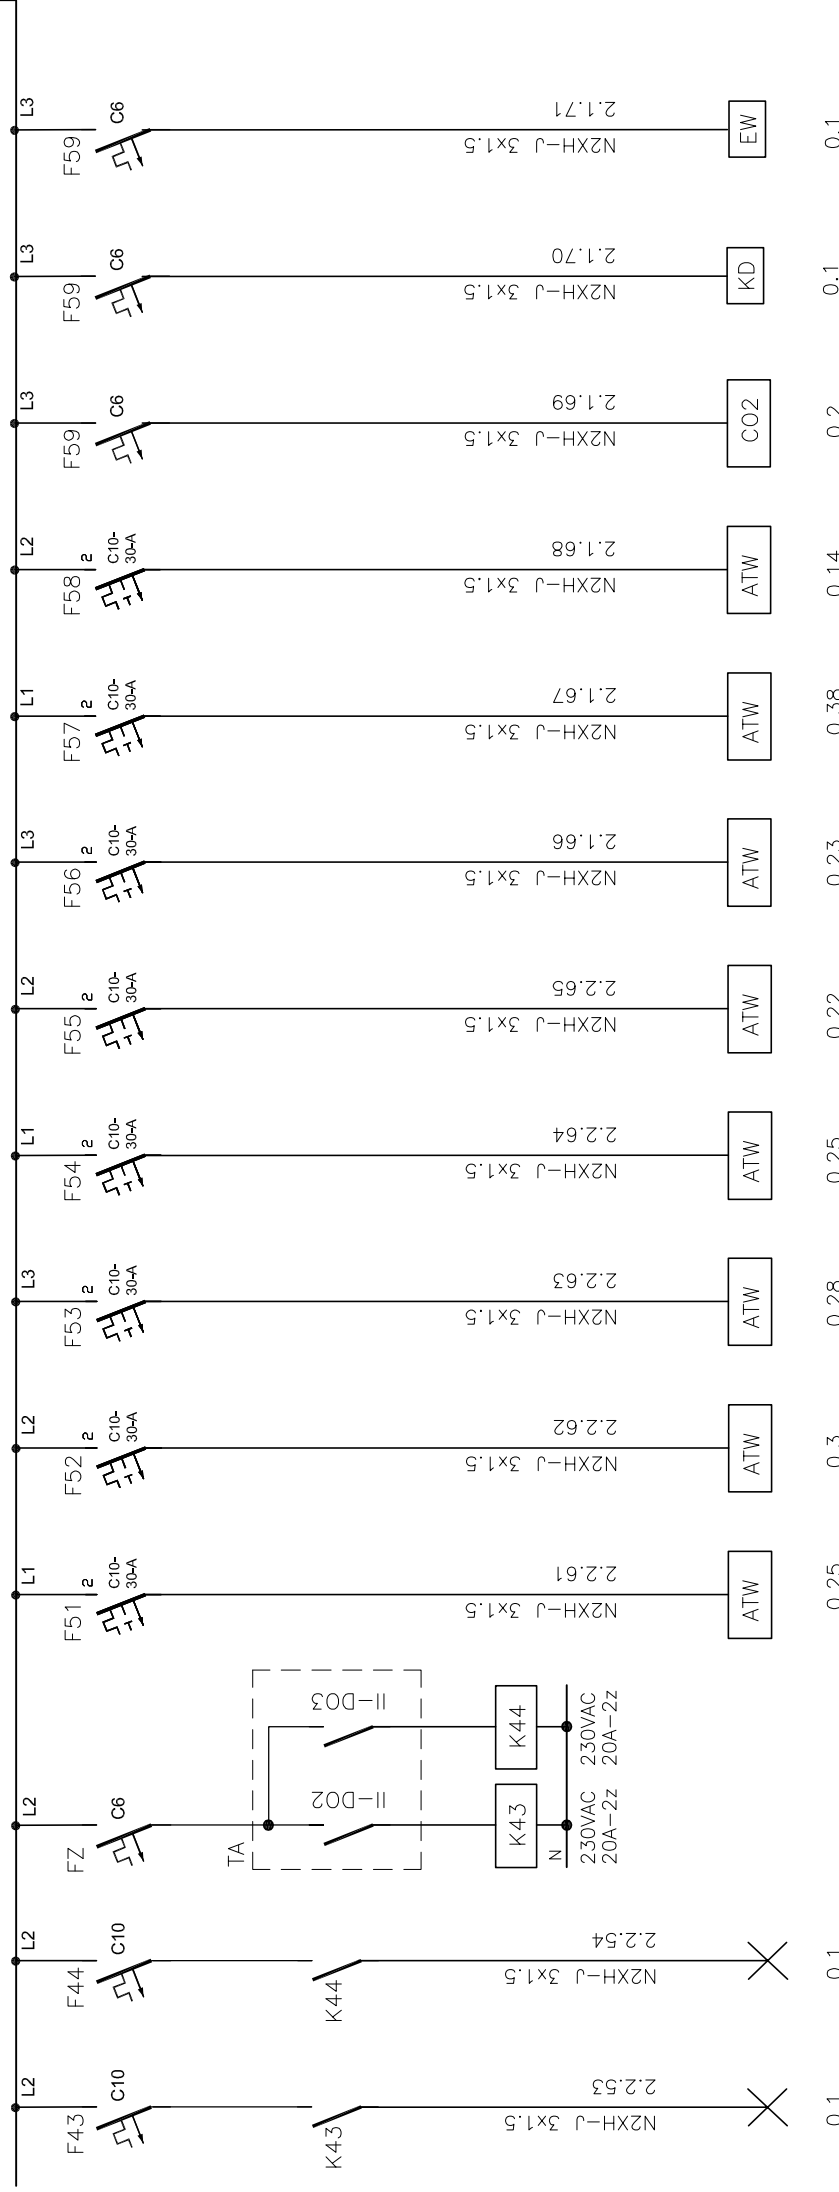 L3
F59
C6
2.1.71
N2XH-J 3x1.5
EW
0.1
L3
F59
C6
2.1.70
N2XH-J 3x1.5
KD
0.1
L3
F59
C6
2.1.69
N2XH-J 3x1.5
CO2
0.2
L2
F58
2
C10-
30-A
2.1.68
N2XH-J 3x1.5
ATW
0.14
L1
F57
2
C10-
30-A
2.1.67
N2XH-J 3x1.5
ATW
0.38
L3
F56
2
C10-
30-A
2.1.66
N2XH-J 3x1.5
ATW
0.23
L2
F55
2
C10-
30-A
2.2.65
N2XH-J 3x1.5
ATW
0.22
L1
F54
2
C10-
30-A
2.2.64
N2XH-J 3x1.5
ATW
0.25
L3
F53
2
C10-
30-A
2.2.63
N2XH-J 3x1.5
ATW
0.28
L2
F52
2
C10-
30-A
2.2.62
N2XH-J 3x1.5
ATW
0.3
L1
F51
2
C10-
30-A
2.2.61
N2XH-J 3x1.5
ATW
0.25
L2
FZ
C6
TA
II-DO3
K44
230VAC
20A-2z
II-DO2
K43
N
230VAC
20A-2z
L2
F44
C10
K44
2.2.54
N2XH-J 3x1.5
0.1
L2
F43
C10
K43
2.2.53
N2XH-J 3x1.5
0.1